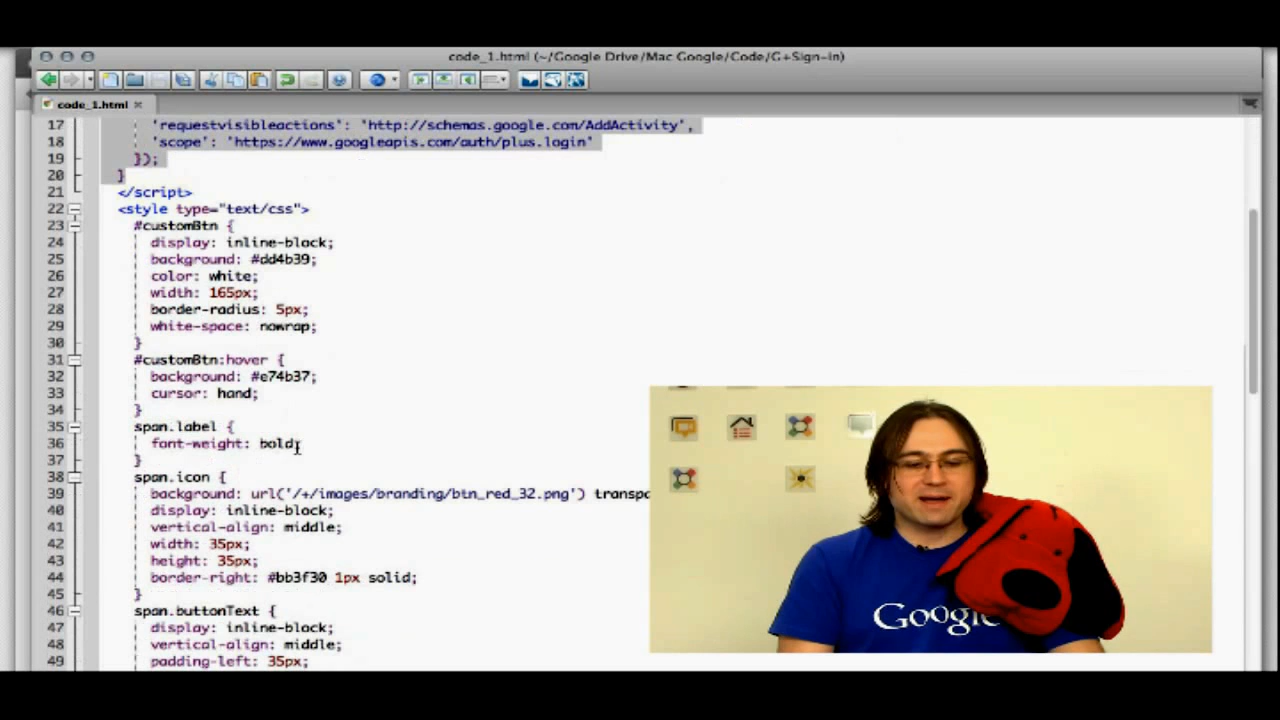 code_1.html (~/Google Drive/Mac Google/Code/G+Sign-in)
code_1.html
17 'requestvisibleactions': 'http://schemas.google.com/AddActivity',
18 'scope': 'https://www.googleapis.com/auth/plus.login'
19 });
20 }
21 </script>
22 <style type="text/css">
23 #customBtn {
24 display: inline-block;
25 background: #dd4b39;
26 color: white;
27 width: 165px;
28 border-radius: 5px;
29 white-space: nowrap;
30 }
31 #customBtn:hover {
32 background: #e74b37;
33 cursor: hand;
34 }
35 span.label {
36 font-weight: bold;
37 }
38 span.icon {
39 background: url('/+/images/branding/btn_red_32.png') transpa
40 display: inline-block;
41 vertical-align: middle;
42 width: 35px;
43 height: 35px;
44 border-right: #bb3f30 1px solid;
45 }
46 span.buttonText {
47 display: inline-block;
48 vertical-align: middle;
49 padding-left: 35px;
Google